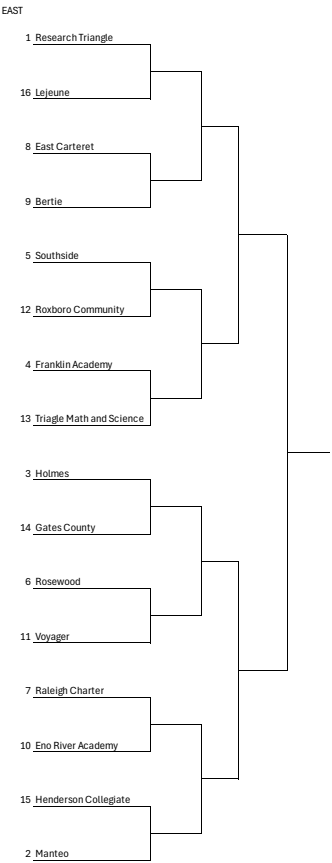 EAST
1 Research Triangle
16 Lejeune
8 East Carteret
9 Bertie
5 Southside
12 Roxboro Community
4 Franklin Academy
13 Triagle Math and Science
3 Holmes
14 Gates County
6 Rosewood
11 Voyager
7 Raleigh Charter
10 Eno River Academy
15 Henderson Collegiate
2 Manteo